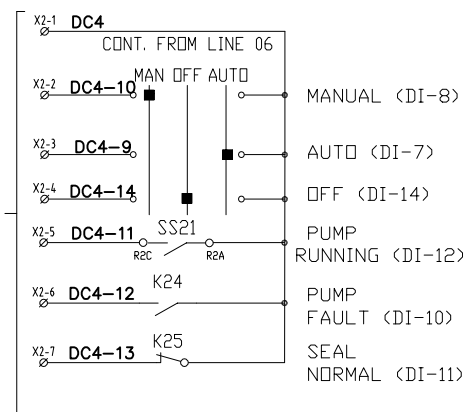 X2-1 DC4
CONT. FROM LINE 06
MAN OFF AUTO
X2-2 DC4-10 MANUAL (DI-8)
X2-3 DC4-9 AUTO (DI-7)
X2-4 DC4-14 OFF (DI-14)
SS21
X2-5 DC4-11 R2C R2A PUMP
RUNNING (DI-12)
K24
X2-6 DC4-12 PUMP
FAULT (DI-10)
K25
X2-7 DC4-13 SEAL
NORMAL (DI-11)